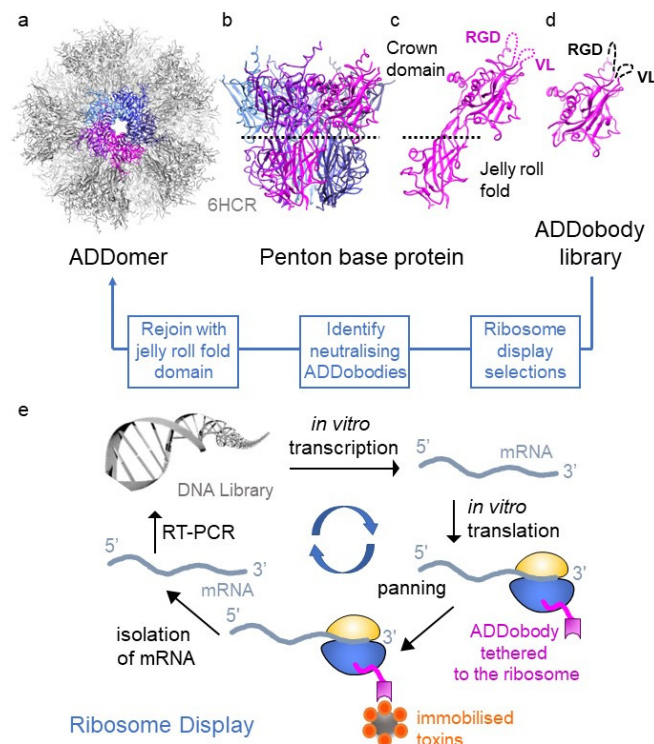 a
b
c
d
Crown
domain
RGD
VL
RGD
VL
6HCR
Jelly roll
fold
ADDomer
Penton base protein
ADDobody
library
Rejoin with
jelly roll fold
domain
Identify
neutralising
ADDobodies
Ribosome
display
selections
e
DNA Library
in vitro
transcription
5’
mRNA
3’
in vitro
translation
5’
3’
ADDobody
tethered
to the ribosome
panning
5’
3’
immobilised
toxins
isolation
of mRNA
5’
mRNA
3’
RT-PCR
Ribosome Display